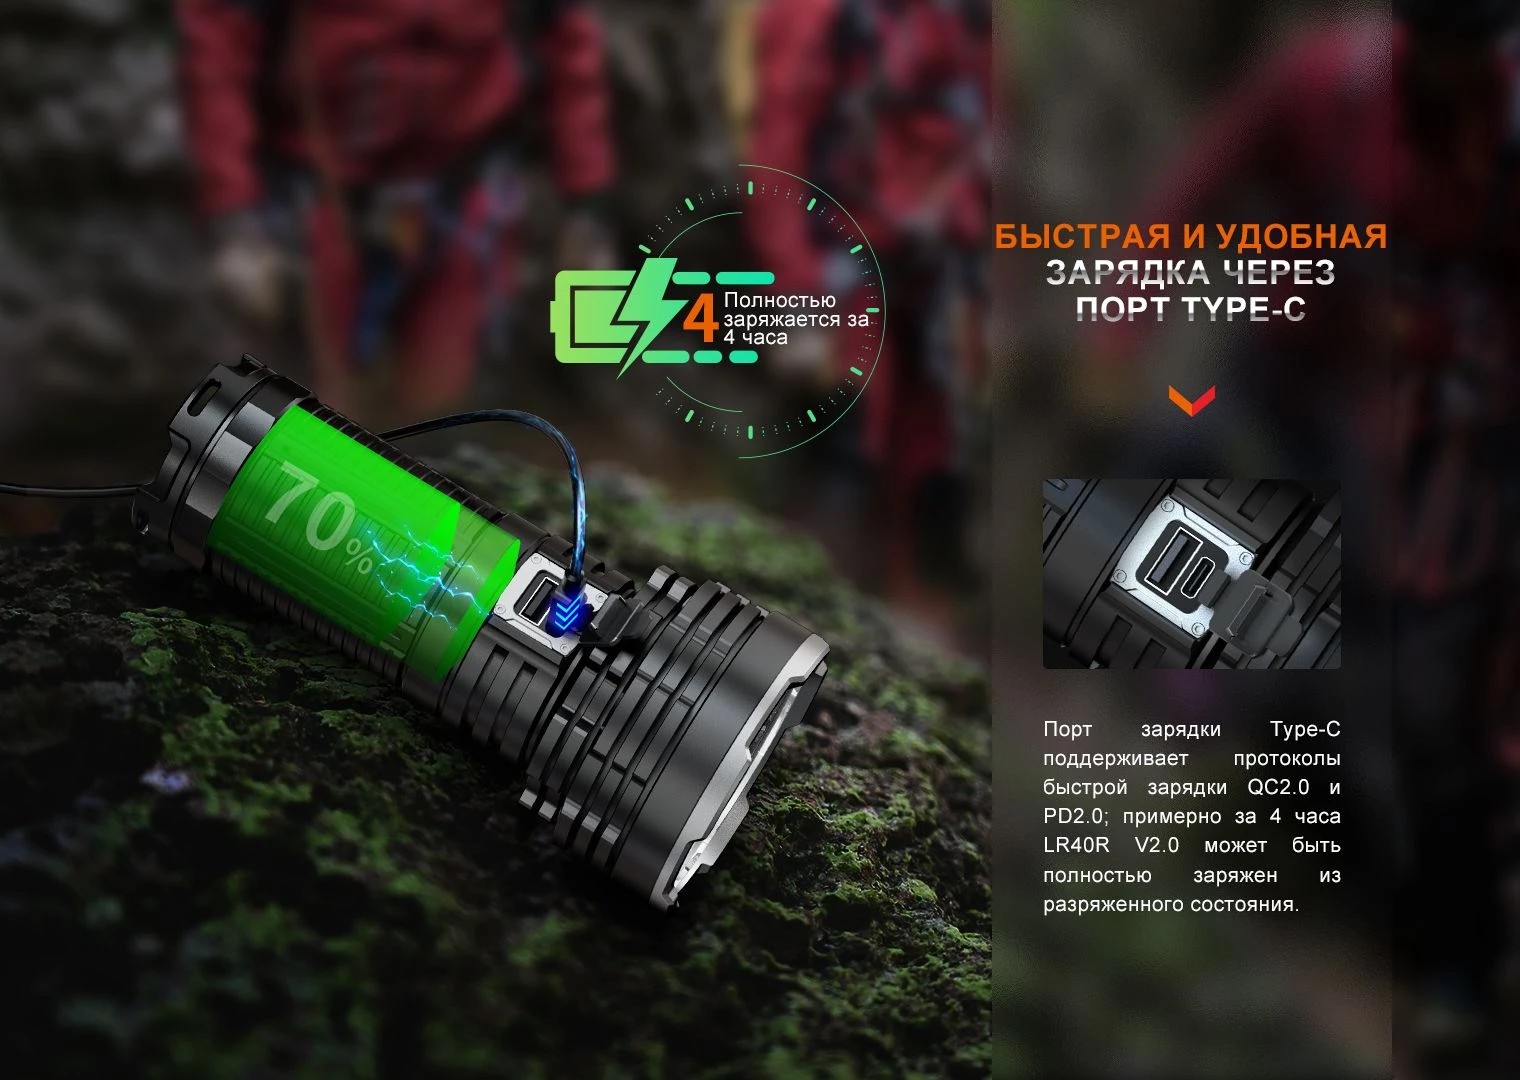 БЫСТРАЯ И УДОБНАЯ
ЗАРЯДКА ЧЕРЕЗ
ПОРТ TYPE-C
4
Полностью
заряжается за
4 часа
70%
Порт зарядки Type-C
поддерживает протоколы
быстрой зарядки QC2.0 и
PD2.0; примерно за 4 часа
LR40R V2.0 может быть
полностью заряжен из
разряженного состояния.